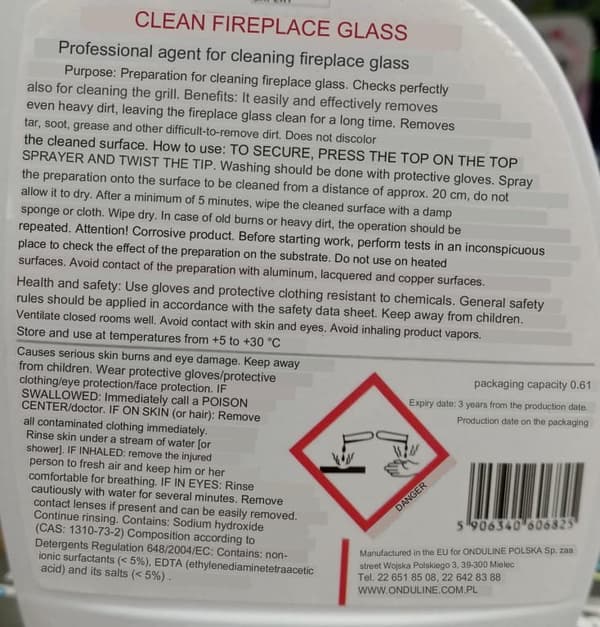 CLEAN FIREPLACE GLASS
Professional agent for cleaning fireplace glass
Purpose: Preparation for cleaning fireplace glass. Checks perfectly
also for cleaning the grill. Benefits: It easily and effectively removes
even heavy dirt, leaving the fireplace glass clean for a long time. Removes
tar, soot, grease and other difficult-to-remove dirt. Does not discolor
the cleaned surface. How to use: TO SECURE, PRESS THE TOP ON THE TOP
SPRAYER AND TWIST THE TIP. Washing should be done with protective gloves. Spray
the preparation onto the surface to be cleaned from a distance of approx. 20 cm, do not
allow it to dry. After a minimum of 5 minutes, wipe the cleaned surface with a damp
sponge or cloth. Wipe dry. In case of old burns or heavy dirt, the operation should be
repeated. Attention! Corrosive product. Before starting work, perform tests in an inconspicuous
place to check the effect of the preparation on the substrate. Do not use on heated
surfaces. Avoid contact of the preparation with aluminum, lacquered and copper surfaces.
Health and safety: Use gloves and protective clothing resistant to chemicals. General safety
rules should be applied in accordance with the safety data sheet. Keep away from children.
Ventilate closed rooms well. Avoid contact with skin and eyes. Avoid inhaling product vapors.
Store and use at temperatures from +5 to +30 °C
Causes serious skin burns and eye damage. Keep away
from children. Wear protective gloves/protective
clothing/eye protection/face protection. IF
SWALLOWED: Immediately call a POISON
CENTER/doctor. IF ON SKIN (or hair): Remove
all contaminated clothing immediately.
Rinse skin under a stream of water [or
shower]. IF INHALED: remove the injured
person to fresh air and keep him or her
comfortable for breathing. IF IN EYES: Rinse
cautiously with water for several minutes. Remove
contact lenses if present and can be easily removed.
Continue rinsing. Contains: Sodium hydroxide
(CAS: 1310-73-2) Composition according to
Detergents Regulation 648/2004/EC: Contains: non-
ionic surfactants (< 5%), EDTA (ethylenediaminetetraacetic
acid) and its salts (< 5%) .
DANGER
packaging capacity 0.61
Expiry date: 3 years from the production date.
Production date on the packaging
5 906340 606825
Manufactured in the EU for ONDULINE POLSKA Sp. zaa
street Wojska Polskiego 3, 39-300 Mielec
Tel. 22 651 85 08, 22 642 83 88
WWW.ONDULINE.COM.PL